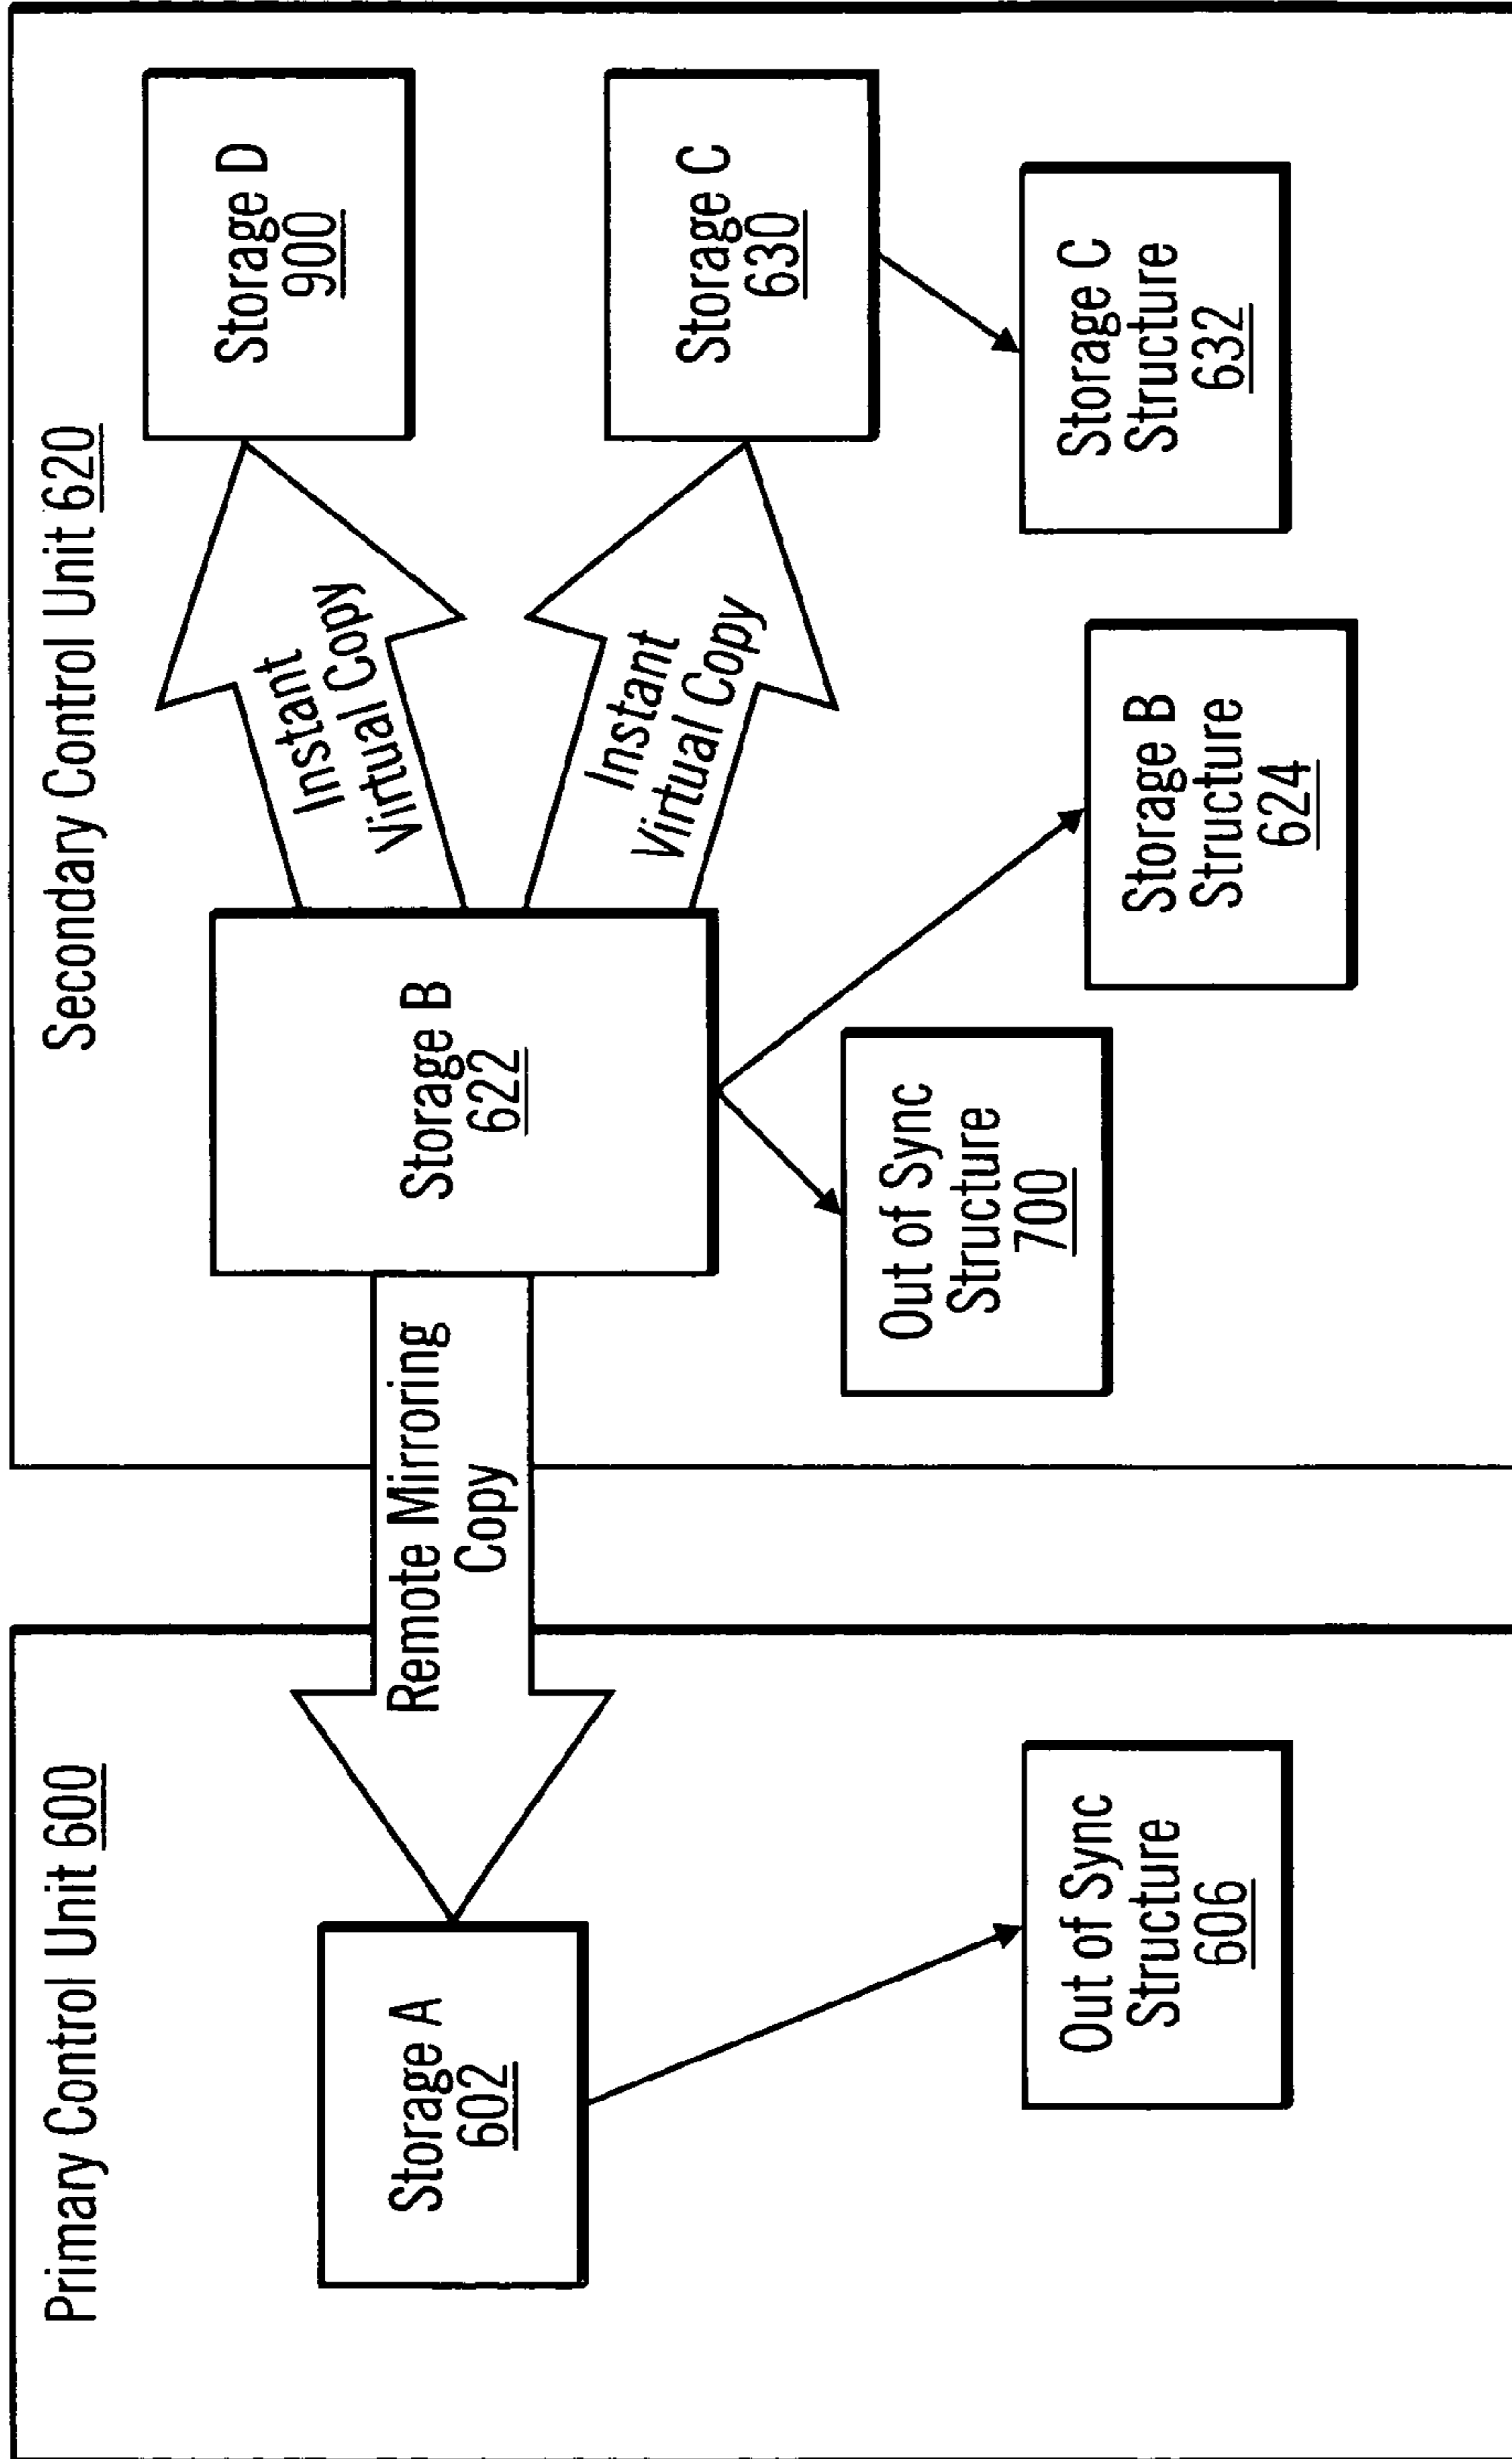 Primary Control Unit 600
Storage A
602
Out of Sync
Structure
606
Remote Mirroring
Copy
Secondary Control Unit 620
Storage B
622
Out of Sync
Structure
700
Storage B
Structure
624
Instant
Virtual Copy
Instant
Virtual Copy
Storage D
900
Storage C
630
Storage C
Structure
632